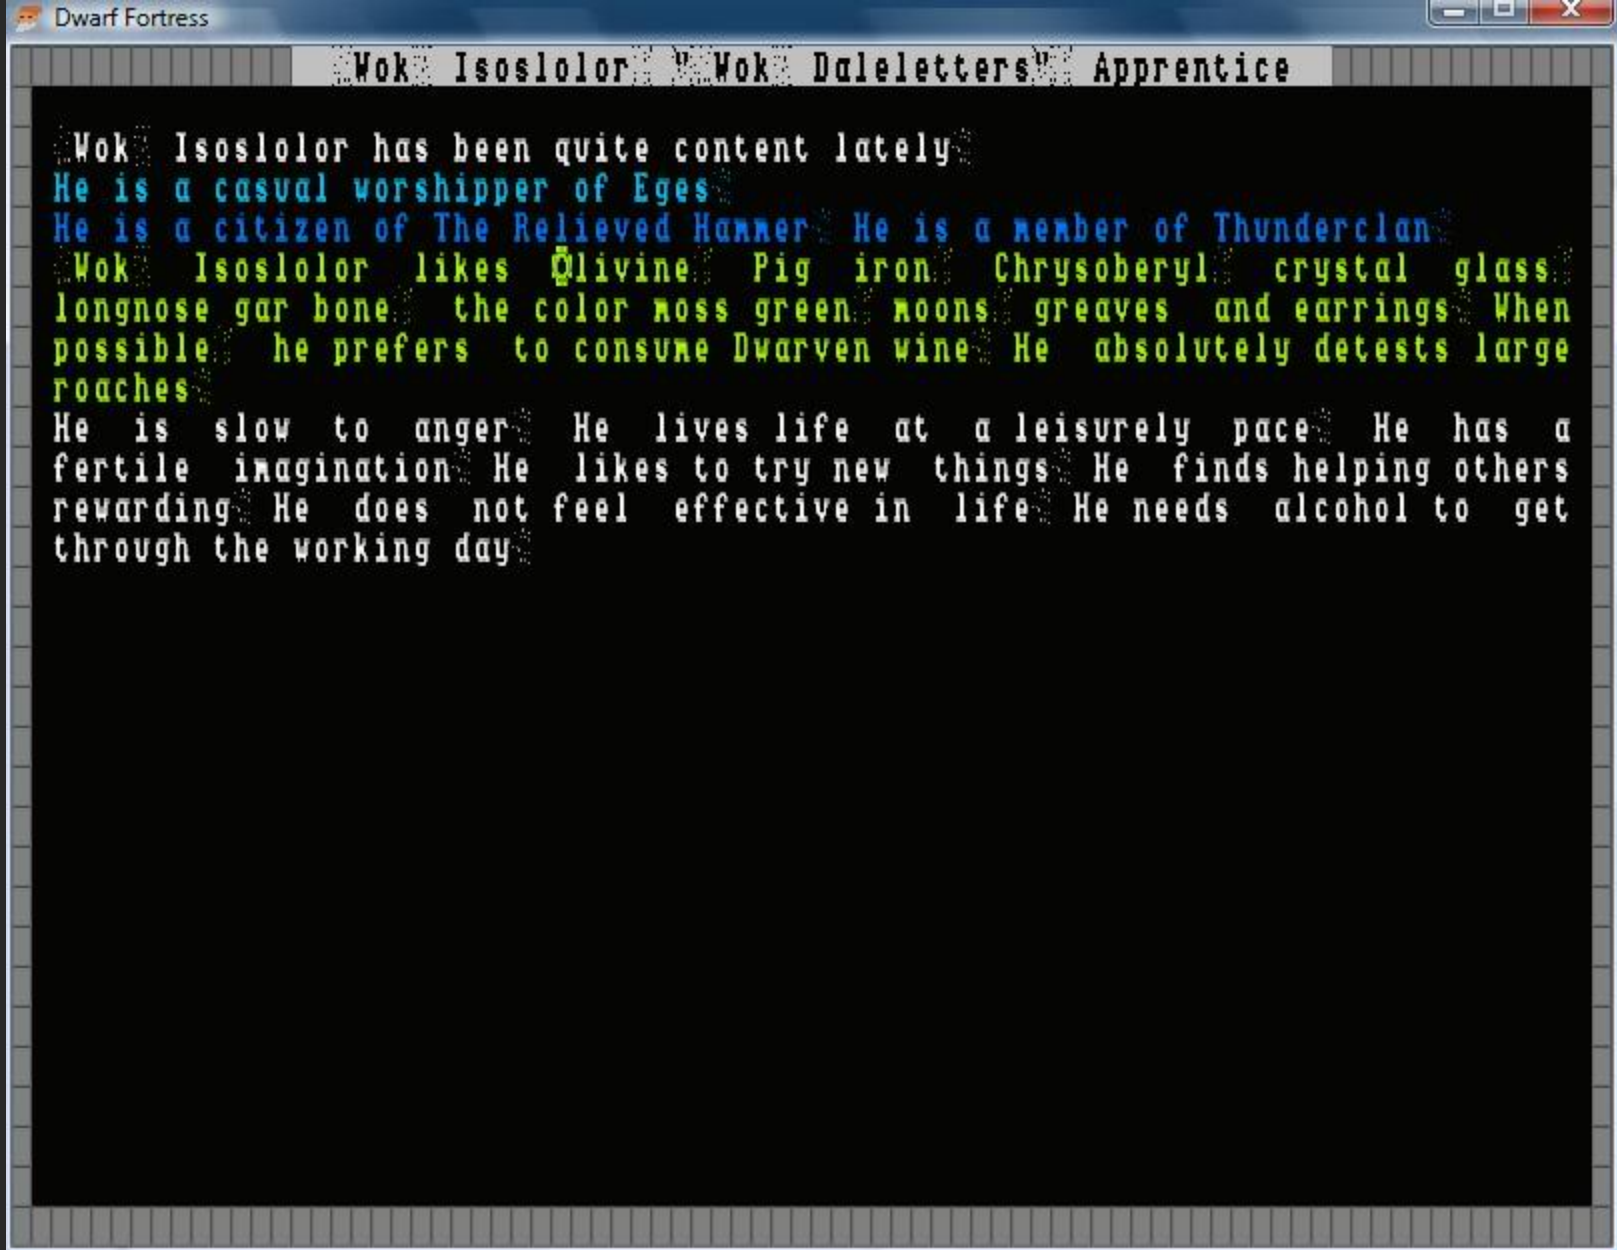 Dwarf Fortress
`Wok' Isoslolor, "`Wok' Daleletters", Apprentice
`Wok' Isoslolor has been quite content lately.
He is a casual worshipper of Eges.
He is a citizen of The Relieved Hammer. He is a member of Thunderclan.
`Wok' Isoslolor likes Olivine, Pig iron, Chrysoberyl, crystal glass,
longnose gar bone, the color moss green, moons, greaves and earrings. When
possible, he prefers to consume Dwarven wine. He absolutely detests large
roaches.
He is slow to anger. He lives life at a leisurely pace. He has a
fertile imagination. He likes to try new things. He finds helping others
rewarding. He does not feel effective in life. He needs alcohol to get
through the working day.